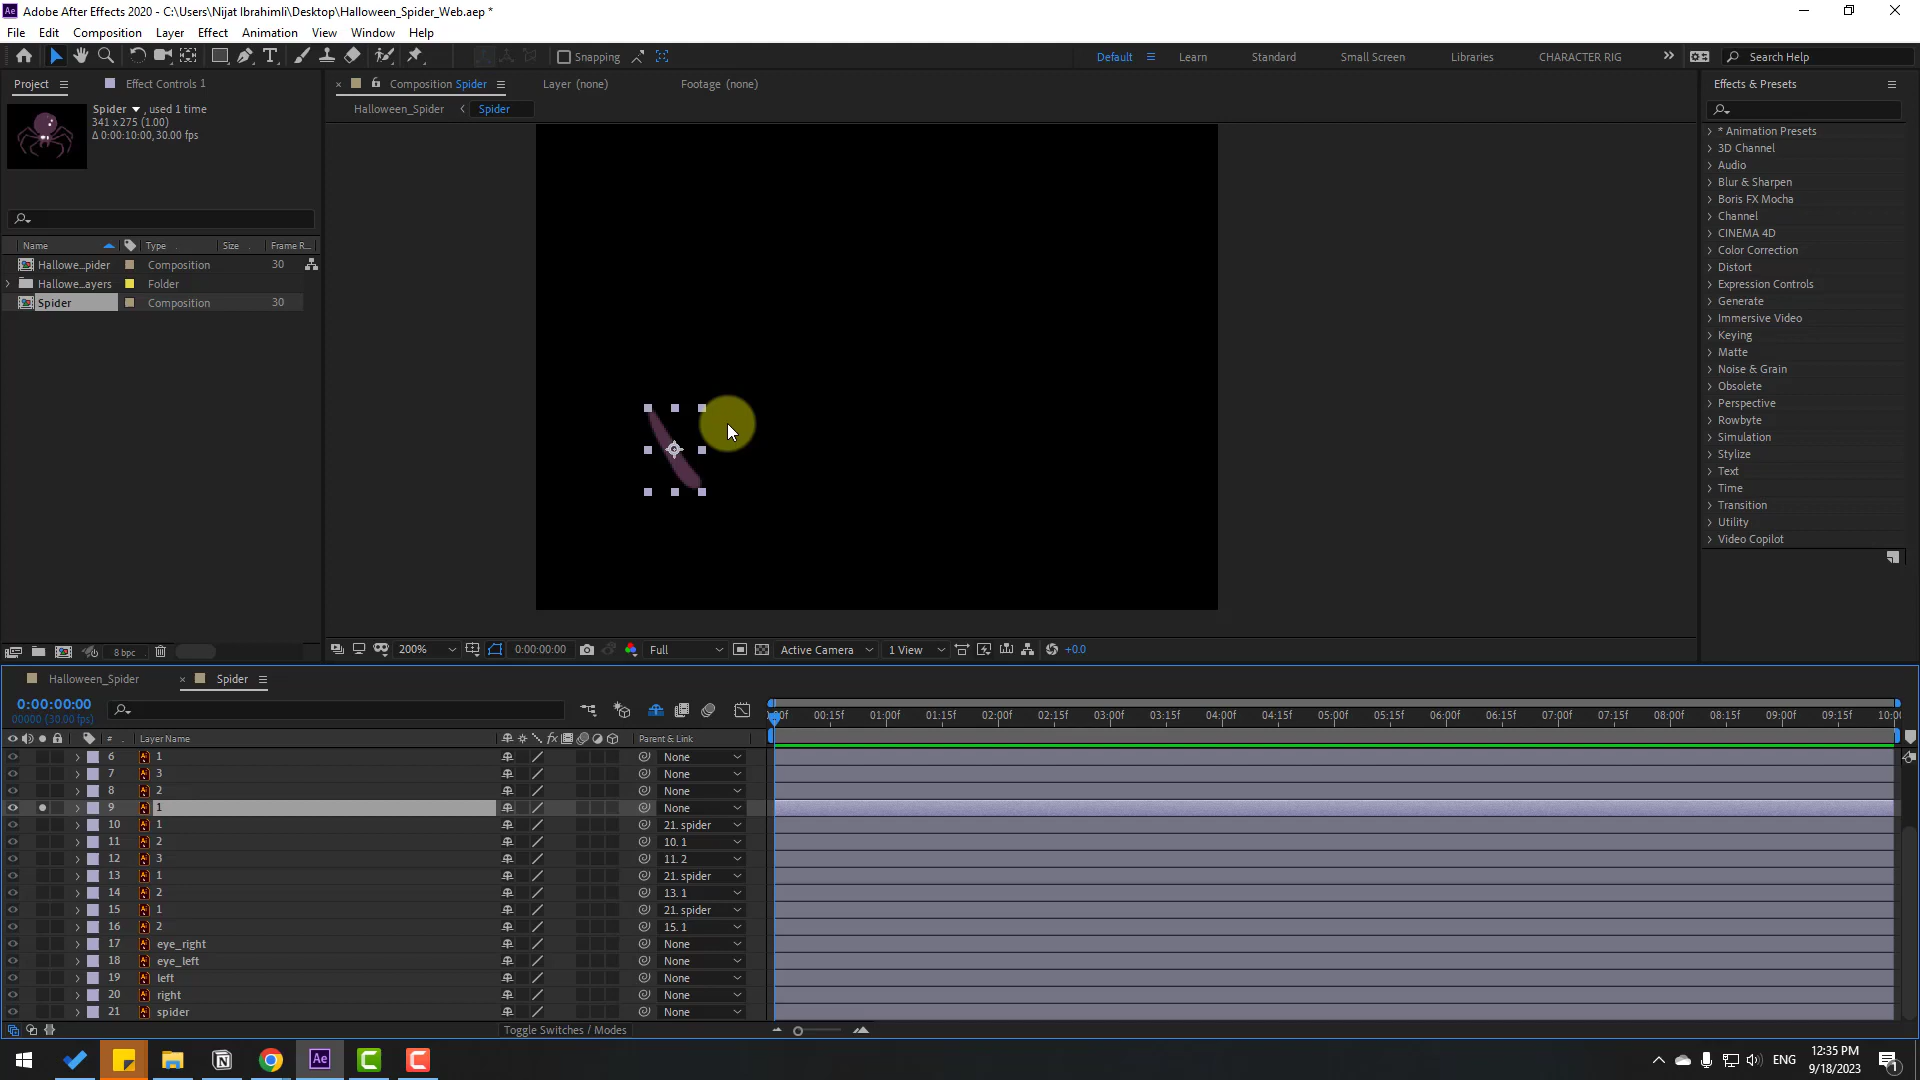 Adobe After Effects 2020 - C:\Users\Nijat Ibrahimli\Desktop\Halloween_Spider_Web.aep *
File Edit Composition Layer Effect Animation View Window Help
Snapping
Default Learn Standard Small Screen Libraries CHARACTER RIG Search Help
Project Effect Controls 1
Composition Spider Layer (none) Footage (none)
Effects & Presets
Spider , used 1 time
341 x 275 (1.00)
Δ 0:00:10:00, 30.00 fps
Halloween_Spider Spider
Name Type Size Frame R...
Hallowe...pider Composition 30
Hallowe...ayers Folder
Spider Composition 30
8 bpc
200% 0:00:00:00 Full Active Camera 1 View +0.0
* Animation Presets
3D Channel
Audio
Blur & Sharpen
Boris FX Mocha
Channel
CINEMA 4D
Color Correction
Distort
Expression Controls
Generate
Immersive Video
Keying
Matte
Noise & Grain
Obsolete
Perspective
Rowbyte
Simulation
Stylize
Text
Time
Transition
Utility
Video Copilot
Halloween_Spider Spider
0:00:00:00
00000 (30.00 fps)
:00f 00:15f 01:00f 01:15f 02:00f 02:15f 03:00f 03:15f 04:00f 04:15f 05:00f 05:15f 06:00f 06:15f 07:00f 07:15f 08:00f 08:15f 09:00f 09:15f 10:0
# Layer Name fx Parent & Link
6 1 None
7 3 None
8 2 None
9 1 None
10 1 21. spider
11 2 10. 1
12 3 11. 2
13 1 21. spider
14 2 13. 1
15 1 21. spider
16 2 15. 1
17 eye_right None
18 eye_left None
19 left None
20 right None
21 spider None
Toggle Switches / Modes
ENG
12:35 PM
9/18/2023
1